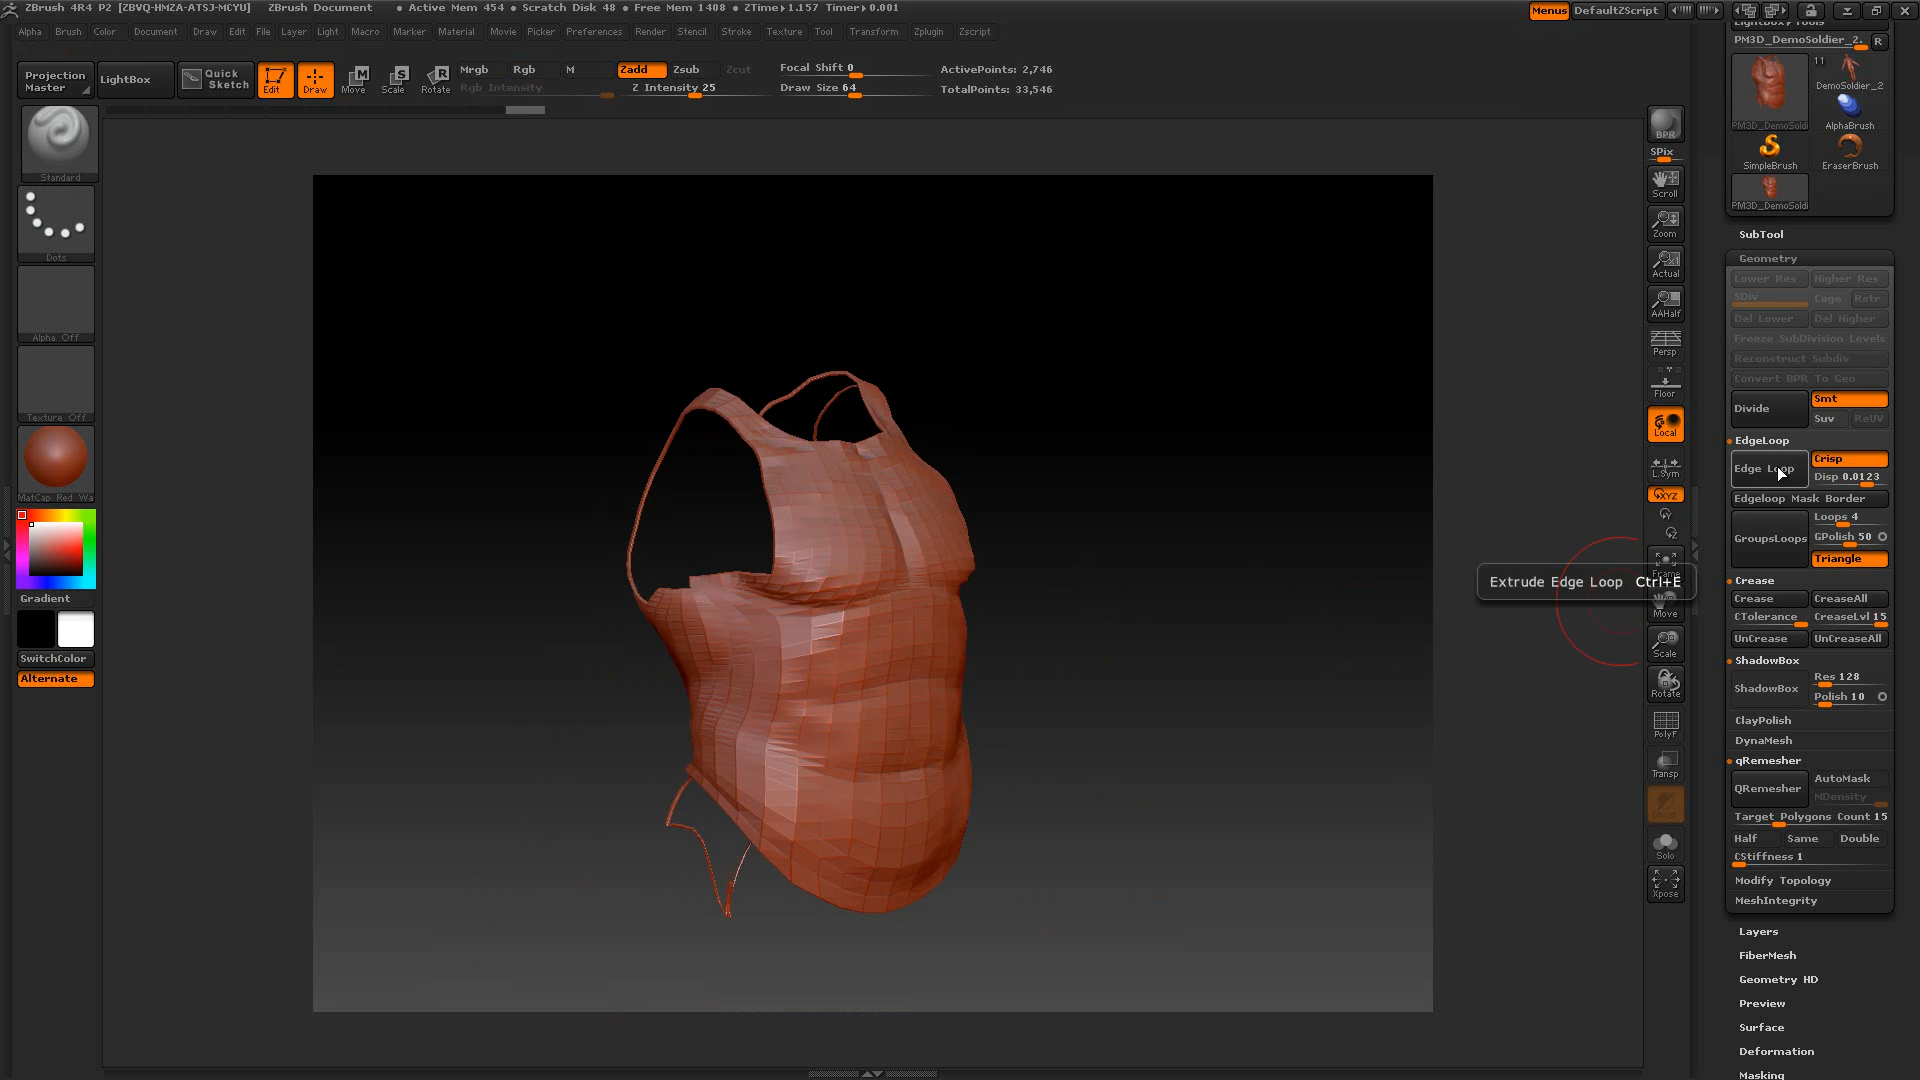 ZBrush 4R4 P2 [ZBVQ-HMZA-ATSJ-MCYU] ZBrush Document • Active Mem 454 • Scratch Disk 48 • Free Mem 1408 • ZTime▸1.157 Timer▸0.001 Menus DefaultZScript
Alpha Brush Color Document Draw Edit File Layer Light Macro Marker Material Movie Picker Preferences Render Stencil Stroke Texture Tool Transform Zplugin Zscript
Projection Master
LightBox
Quick Sketch
Edit Draw Move Scale Rotate
Mrgb Rgb M
Rgb Intensity
Zadd Zsub Zcut
Z Intensity 25
Focal Shift 0
Draw Size 64
ActivePoints: 2,746
TotalPoints: 33,546
Standard
Dots
Alpha Off
Texture Off
MatCap Red Wa
Gradient
SwitchColor
Alternate
BPR
SPix
Scroll
Zoom
Actual
AAHalf
Persp
Floor
Local
L.Sym
XYZ
Frame
Move
Scale
Rotate
PolyF
Transp
Solo
Xpose
Extrude Edge Loop Ctrl+E
PM3D_DemoSoldier_2. R
11
PM3D_DemoSoldi
DemoSoldier_2
AlphaBrush
SimpleBrush EraserBrush
PM3D_DemoSoldi
SubTool
Geometry
Lower Res Higher Res
SDiv Cage Rstr
Del Lower Del Higher
Freeze SubDivision Levels
Reconstruct Subdiv
Convert BPR To Geo
Divide Smt
Suv ReUV
EdgeLoop
Edge Loop Crisp
Disp 0.0123
Edgeloop Mask Border
GroupsLoops Loops 4
GPolish 50
Triangle
Crease
Crease CreaseAll
CTolerance CreaseLvl 15
UnCrease UnCreaseAll
ShadowBox
ShadowBox Res 128
Polish 10
ClayPolish
DynaMesh
qRemesher
QRemesher AutoMask
MDensity
Target Polygons Count 15
Half Same Double
CStiffness 1
Modify Topology
MeshIntegrity
Layers
FiberMesh
Geometry HD
Preview
Surface
Deformation
Masking